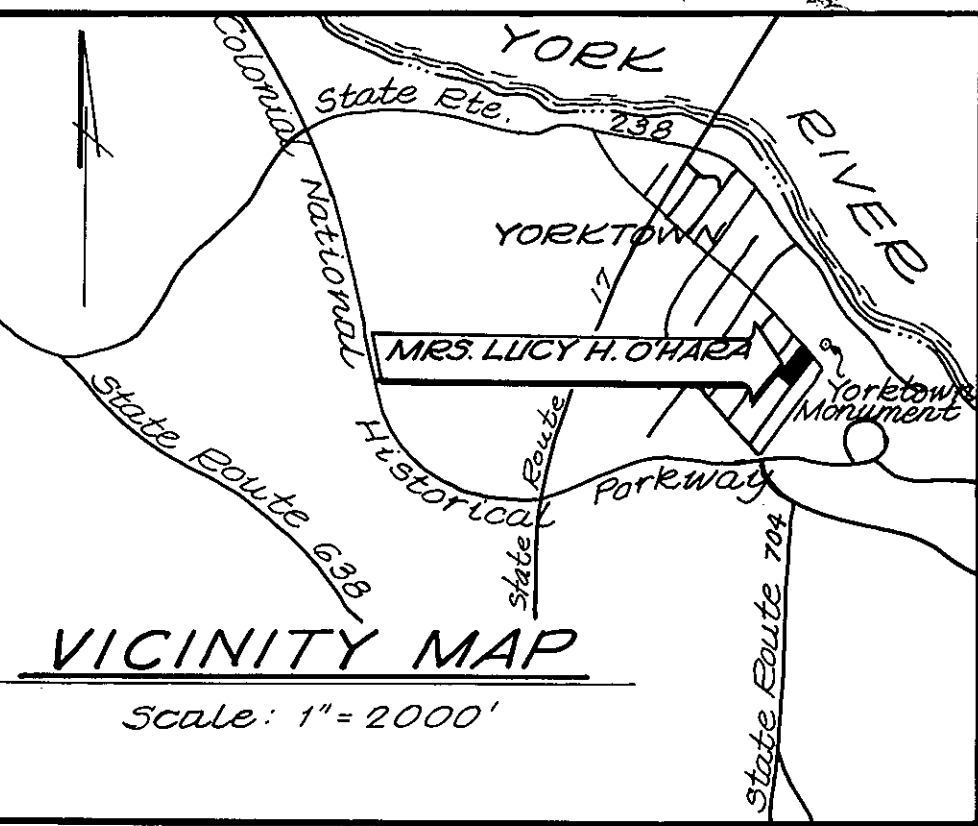 YORK
RIVER
Colonial
National
Historical
Parkway
State Rte.
238
YORKTOWN
17
MRS. LUCY H. O'HARA
Yorktown
Monument
State Route
State Route 638
State Route 704
VICINITY MAP
Scale: 1" = 2000'